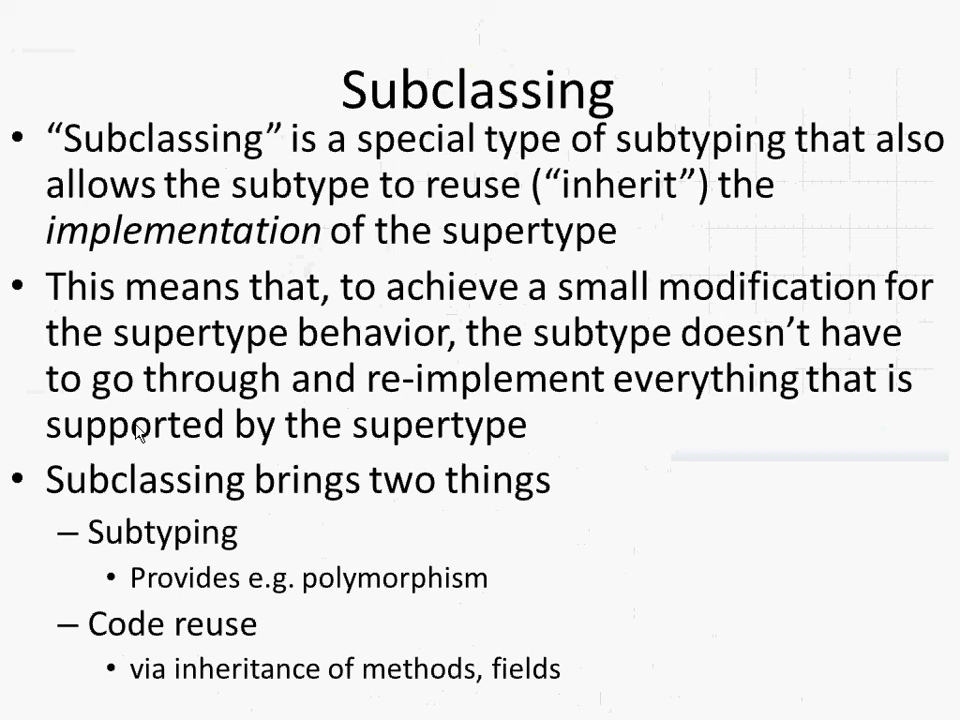 Subclassing
• “Subclassing” is a special type of subtyping that also
allows the subtype to reuse (“inherit”) the
implementation of the supertype
• This means that, to achieve a small modification for
the supertype behavior, the subtype doesn’t have
to go through and re-implement everything that is
supported by the supertype
• Subclassing brings two things
– Subtyping
• Provides e.g. polymorphism
– Code reuse
• via inheritance of methods, fields